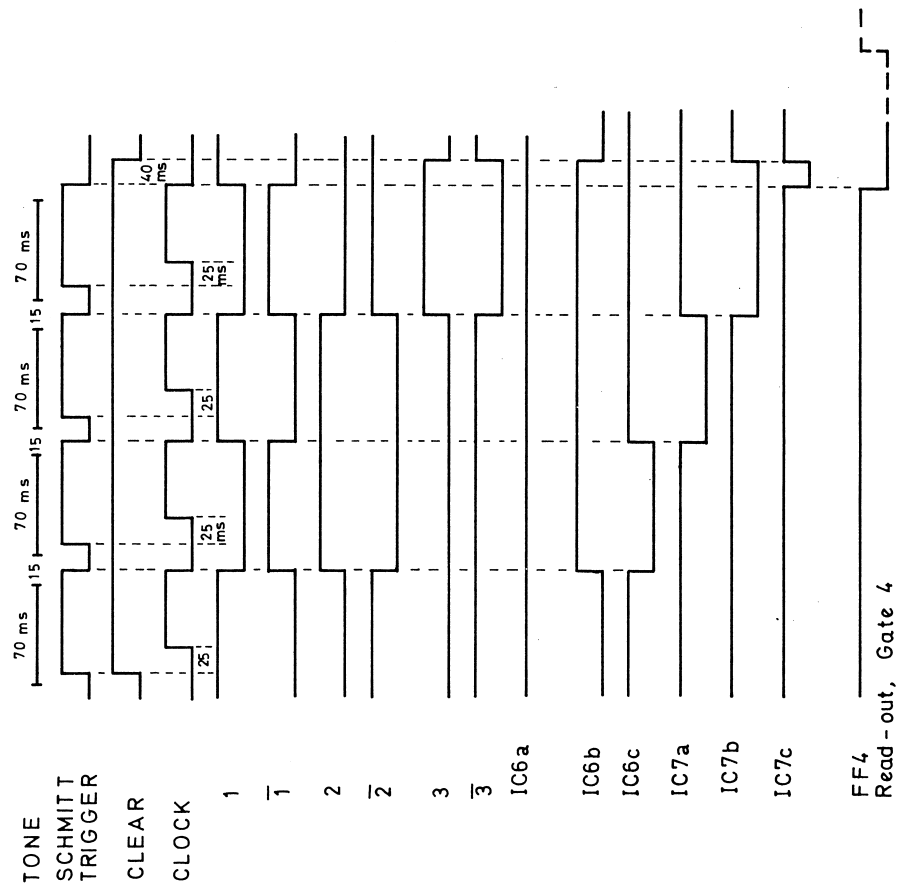 TONE 70 ms 15 70 ms 15 70 ms 15 70 ms
SCHMITT
TRIGGER
CLEAR
40
ms
CLOCK
25 25 25 25
ms ms
1
1̅
2
2̅
3
3̅
IC6a
IC6b
IC6c
IC7a
IC7b
IC7c
FF4
Read-out, Gate 4